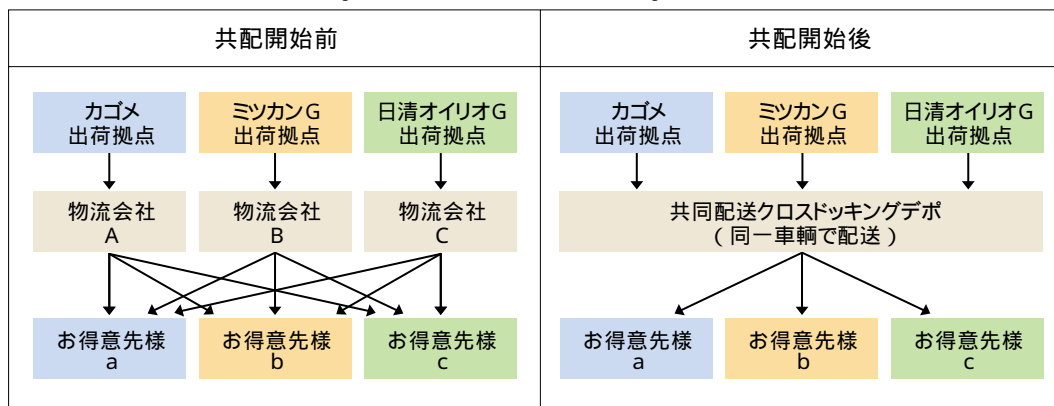 共配開始前
カゴメ
出荷拠点
ミツカンG
出荷拠点
日清オイリオG
出荷拠点
物流会社
A
物流会社
B
物流会社
C
お得意先様
a
お得意先様
b
お得意先様
c
共配開始後
カゴメ
出荷拠点
ミツカンG
出荷拠点
日清オイリオG
出荷拠点
共同配送クロスドッキングデポ
(同一車輌で配送)
お得意先様
a
お得意先様
b
お得意先様
c